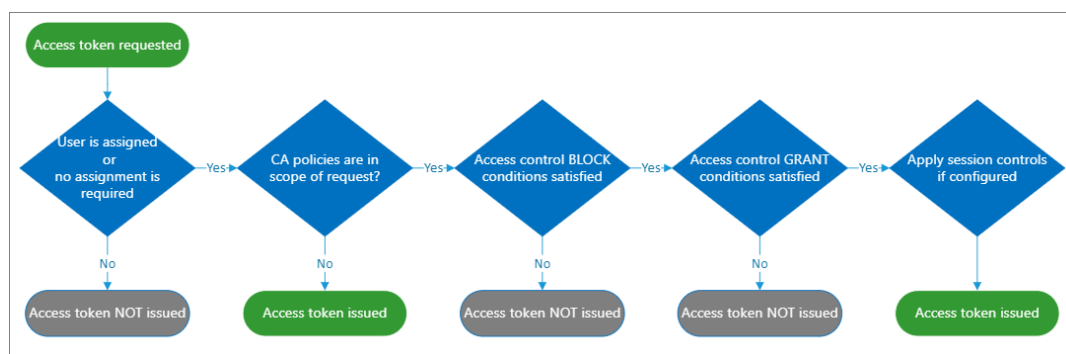 Access token requested
User is assigned
or
no assignment is
required
Yes
CA policies are in
scope of request?
Yes
Access control BLOCK
conditions satisfied
Yes
Access control GRANT
conditions satisfied
Yes
Apply session controls
if configured
No
No
No
No
Access token NOT issued
Access token issued
Access token NOT issued
Access token NOT issued
Access token issued